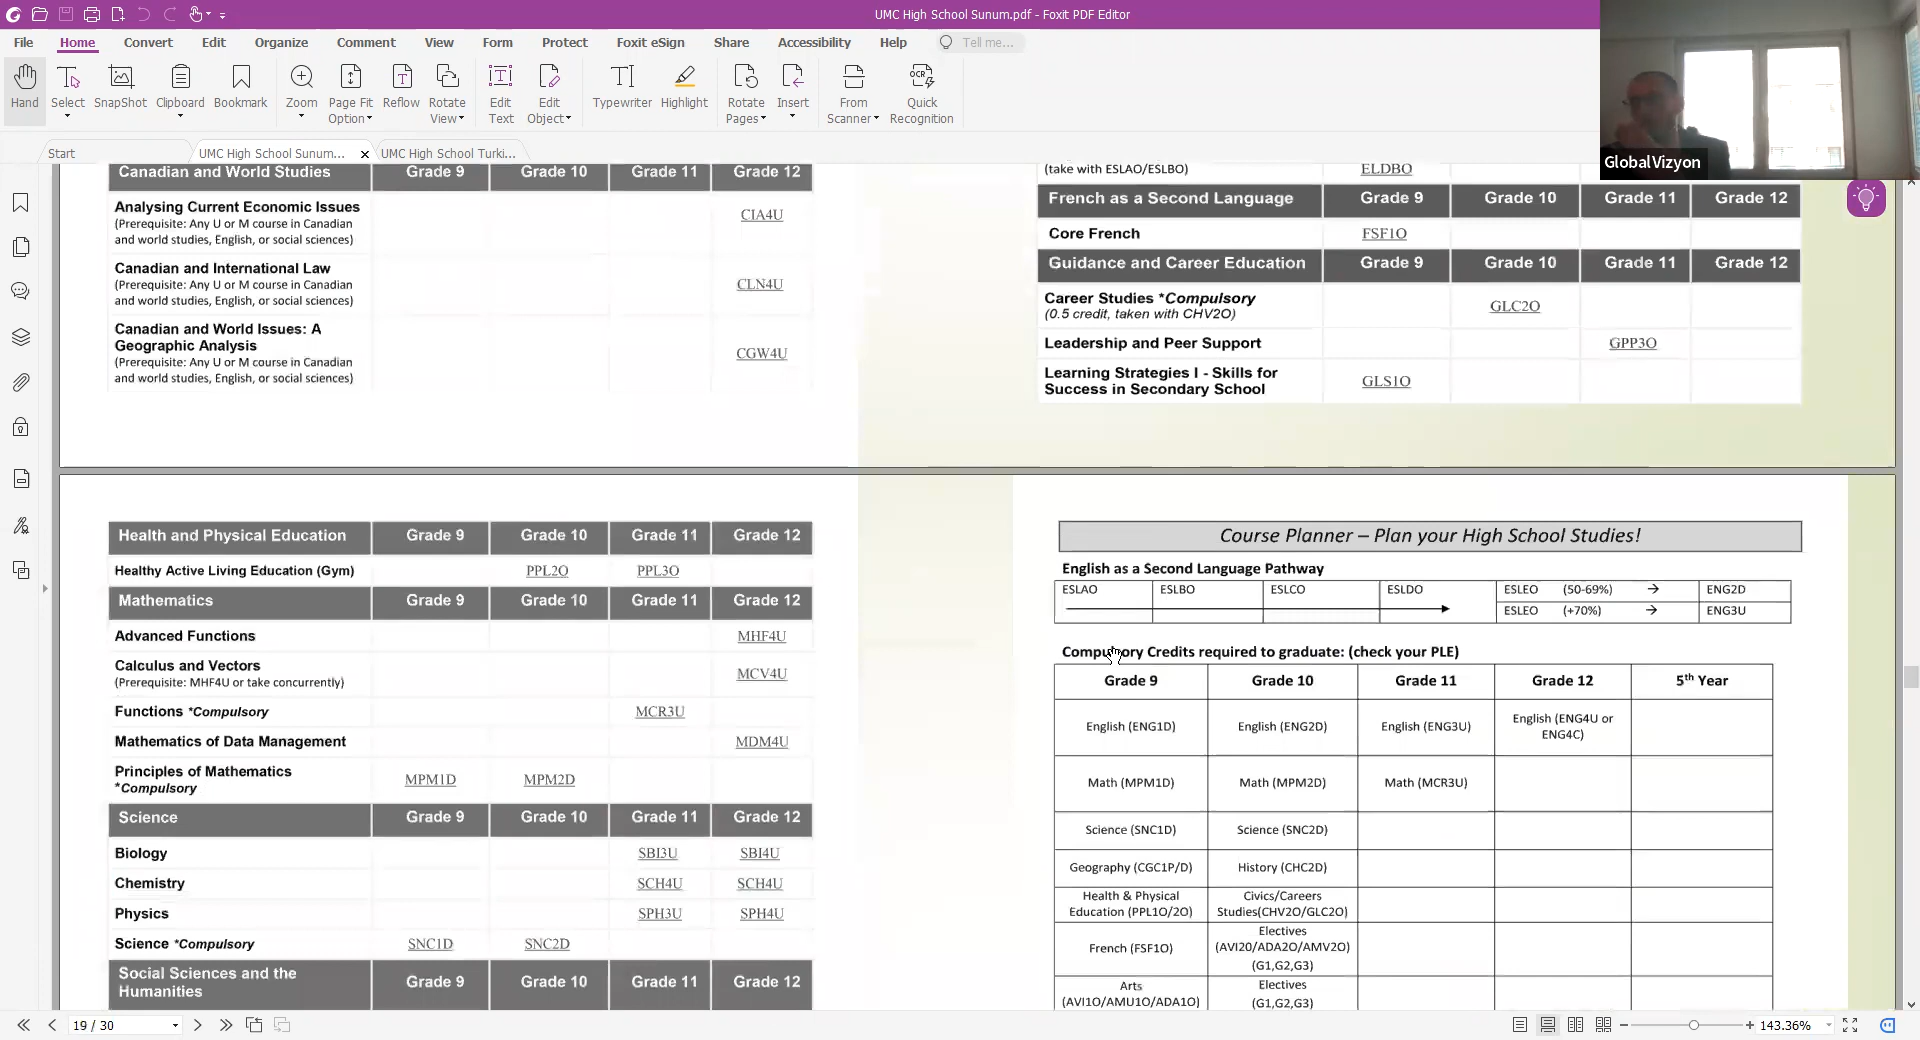 UMC High School Sunum.pdf - Foxit PDF Editor
File Home Convert Edit Organize Comment View Form Protect Foxit eSign Share Accessibility Help Tell me...
Hand Select SnapShot Clipboard Bookmark Zoom Page Fit Option Reflow Rotate View Edit Text Edit Object Typewriter Highlight Rotate Pages Insert From Scanner Quick Recognition
OCR
GlobalVizyon
Start UMC High School Sunum... UMC High School Turki...
Canadian and World Studies Grade 9 Grade 10 Grade 11 Grade 12
Analysing Current Economic Issues
(Prerequisite: Any U or M course in Canadian
and world studies, English, or social sciences)
CIA4U
Canadian and International Law
(Prerequisite: Any U or M course in Canadian
and world studies, English, or social sciences)
CLN4U
Canadian and World Issues: A
Geographic Analysis
(Prerequisite: Any U or M course in Canadian
and world studies, English, or social sciences)
CGW4U
(take with ESLAO/ESLBO) ELDBO
French as a Second Language Grade 9 Grade 10 Grade 11 Grade 12
Core French FSF1O
Guidance and Career Education Grade 9 Grade 10 Grade 11 Grade 12
Career Studies *Compulsory
(0.5 credit, taken with CHV2O)
GLC2O
Leadership and Peer Support GPP3O
Learning Strategies I - Skills for
Success in Secondary School
GLS1O
Health and Physical Education Grade 9 Grade 10 Grade 11 Grade 12
Healthy Active Living Education (Gym) PPL2O PPL3O
Mathematics Grade 9 Grade 10 Grade 11 Grade 12
Advanced Functions MHF4U
Calculus and Vectors
(Prerequisite: MHF4U or take concurrently)
MCV4U
Functions *Compulsory MCR3U
Mathematics of Data Management MDM4U
Principles of Mathematics
*Compulsory
MPM1D MPM2D
Science Grade 9 Grade 10 Grade 11 Grade 12
Biology SBI3U SBI4U
Chemistry SCH4U SCH4U
Physics SPH3U SPH4U
Science *Compulsory SNC1D SNC2D
Social Sciences and the
Humanities
Grade 9 Grade 10 Grade 11 Grade 12
Course Planner – Plan your High School Studies!
English as a Second Language Pathway
ESLAO ESLBO ESLCO ESLDO ESLEO (50-69%) → ENG2D
ESLEO (+70%) → ENG3U
Compulsory Credits required to graduate: (check your PLE)
Grade 9 Grade 10 Grade 11 Grade 12 5th Year
English (ENG1D) English (ENG2D) English (ENG3U) English (ENG4U or
ENG4C)
Math (MPM1D) Math (MPM2D) Math (MCR3U)
Science (SNC1D) Science (SNC2D)
Geography (CGC1P/D) History (CHC2D)
Health & Physical
Education (PPL1O/2O)
Civics/Careers
Studies(CHV2O/GLC2O)
French (FSF1O)
Electives
(AVI20/ADA2O/AMV2O)
(G1,G2,G3)
Arts
(AVI1O/AMU1O/ADA1O)
Electives
(G1,G2,G3)
19 / 30
143.36%